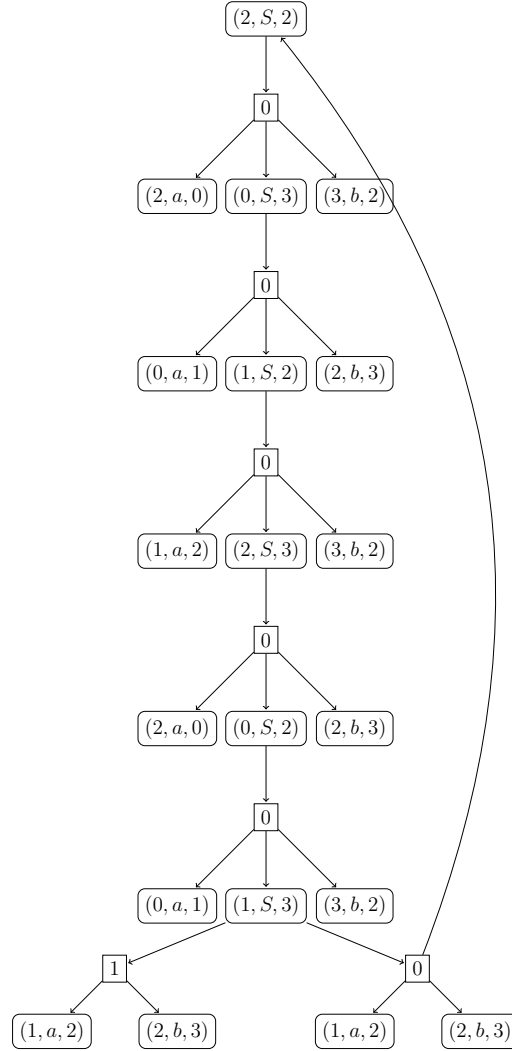 (2, S, 2)
0
(2, a, 0) (0, S, 3) (3, b, 2)
0
(0, a, 1) (1, S, 2) (2, b, 3)
0
(1, a, 2) (2, S, 3) (3, b, 2)
0
(2, a, 0) (0, S, 2) (2, b, 3)
0
(0, a, 1) (1, S, 3) (3, b, 2)
1 0
(1, a, 2) (2, b, 3) (1, a, 2) (2, b, 3)